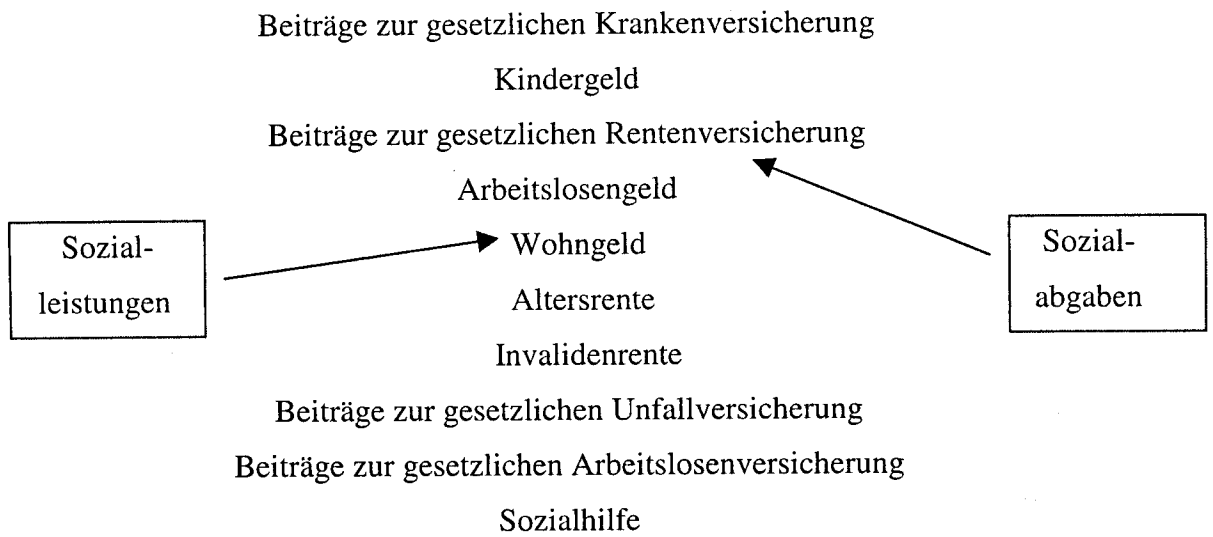 Beiträge zur gesetzlichen Krankenversicherung
Kindergeld
Beiträge zur gesetzlichen Rentenversicherung
Arbeitslosengeld
Sozial-
leistungen
Wohngeld
Sozial-
abgaben
Altersrente
Invalidenrente
Beiträge zur gesetzlichen Unfallversicherung
Beiträge zur gesetzlichen Arbeitslosenversicherung
Sozialhilfe